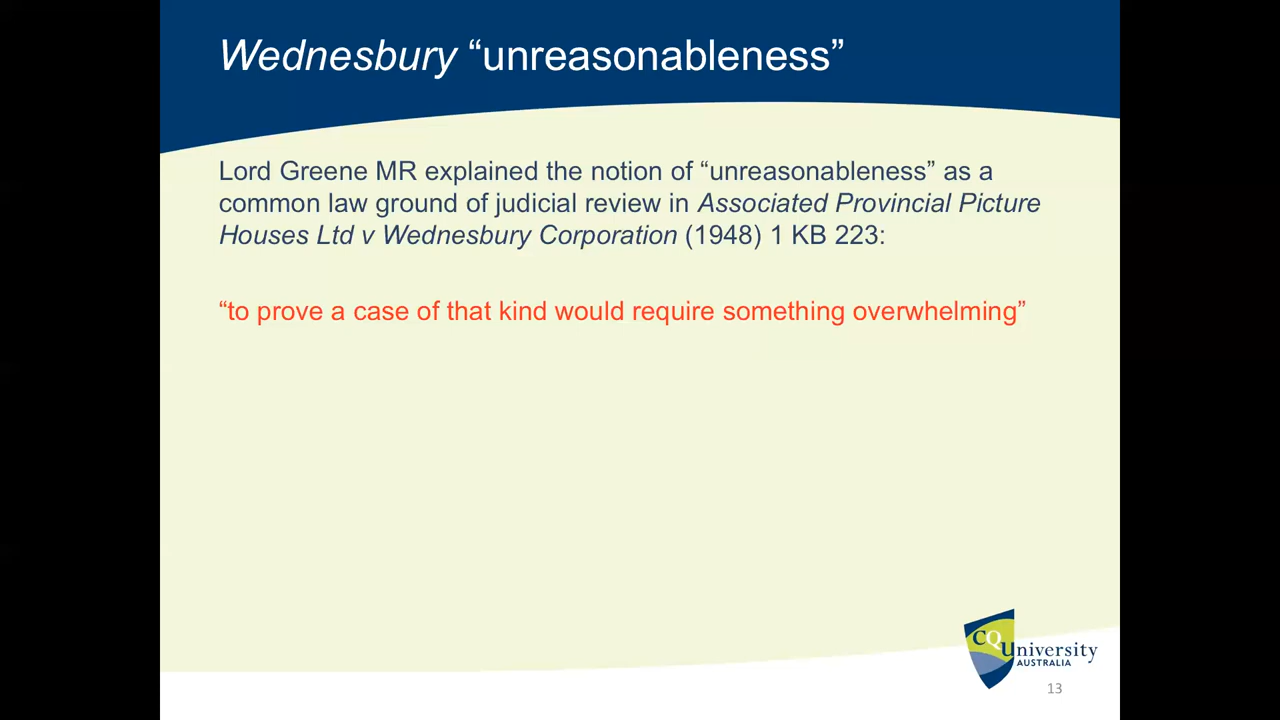 Wednesbury “unreasonableness”
Lord Greene MR explained the notion of “unreasonableness” as a
common law ground of judicial review in Associated Provincial Picture
Houses Ltd v Wednesbury Corporation (1948) 1 KB 223:
“to prove a case of that kind would require something overwhelming”
CQUniversity
AUSTRALIA
13